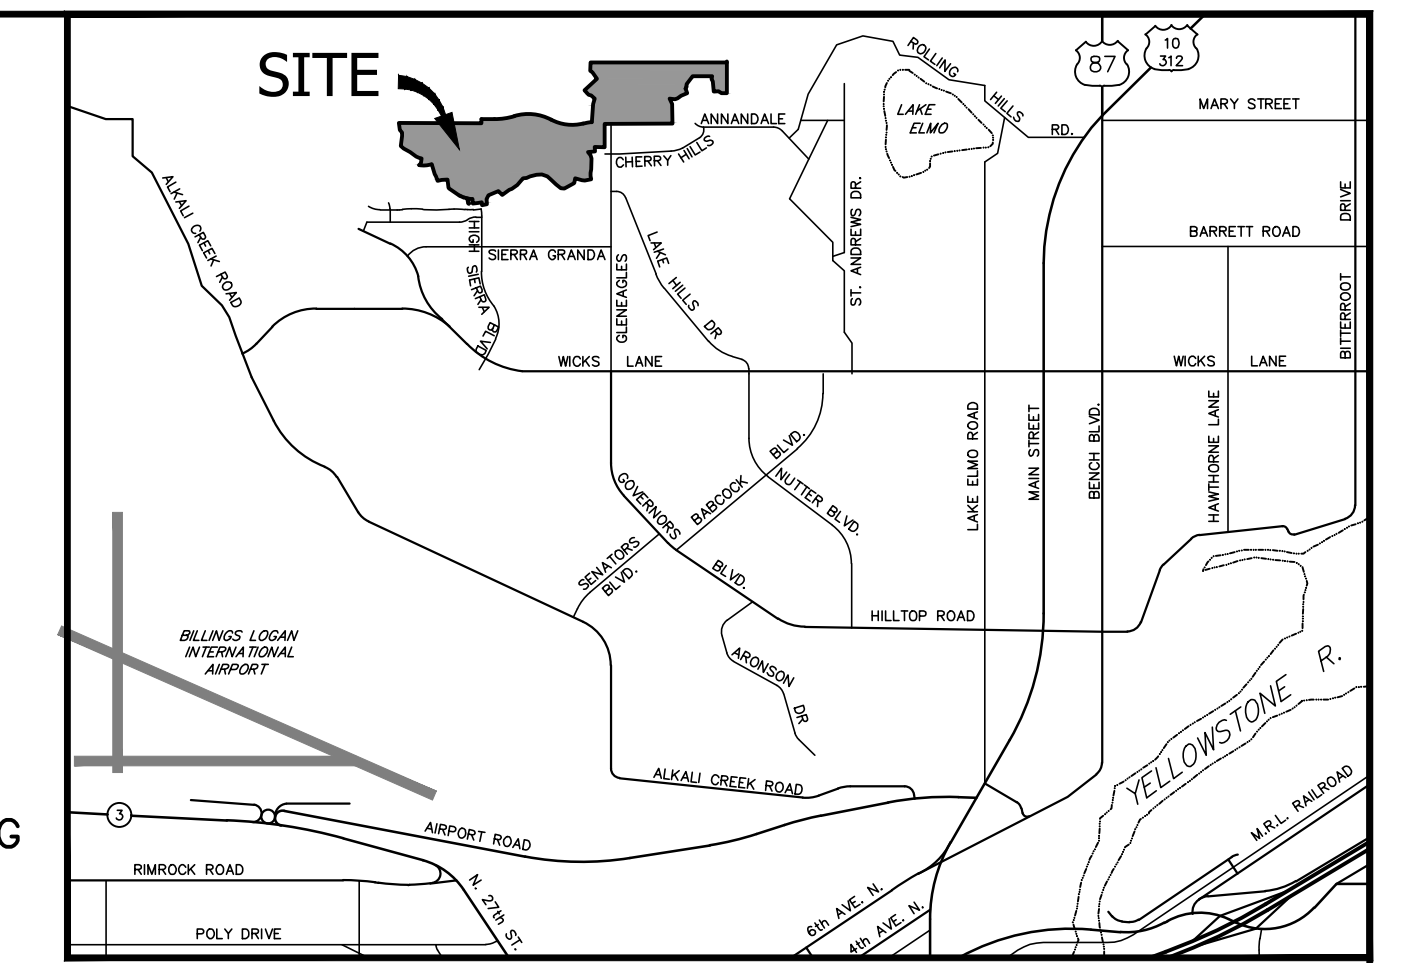 SITE
ROLLING
HILLS
RD.
87
10
312
MARY STREET
LAKE
ELMO
ANNANDALE
CHERRY HILLS
ALKALI CREEK ROAD
HIGH SIERRA BLVD.
SIERRA GRANDA
GLENEAGLES
LAKE HILLS DR
ST. ANDREWS DR.
BARRETT ROAD
BITTERROOT DRIVE
WICKS LANE
WICKS LANE
LAKE ELMO ROAD
MAIN STREET
BENCH BLVD.
HAWTHORNE LANE
GOVERNORS
BLVD.
BABCOCK
BLVD.
NUTTER BLVD.
SENATORS
BLVD.
HILLTOP ROAD
BILLINGS LOGAN
INTERNATIONAL
AIRPORT
ARONSON
DR
YELLOWSTONE R.
ALKALI CREEK ROAD
M.R.L. RAILROAD
3
G
AIRPORT ROAD
RIMROCK ROAD
N. 27th ST.
6th AVE. N.
4th AVE. N.
POLY DRIVE